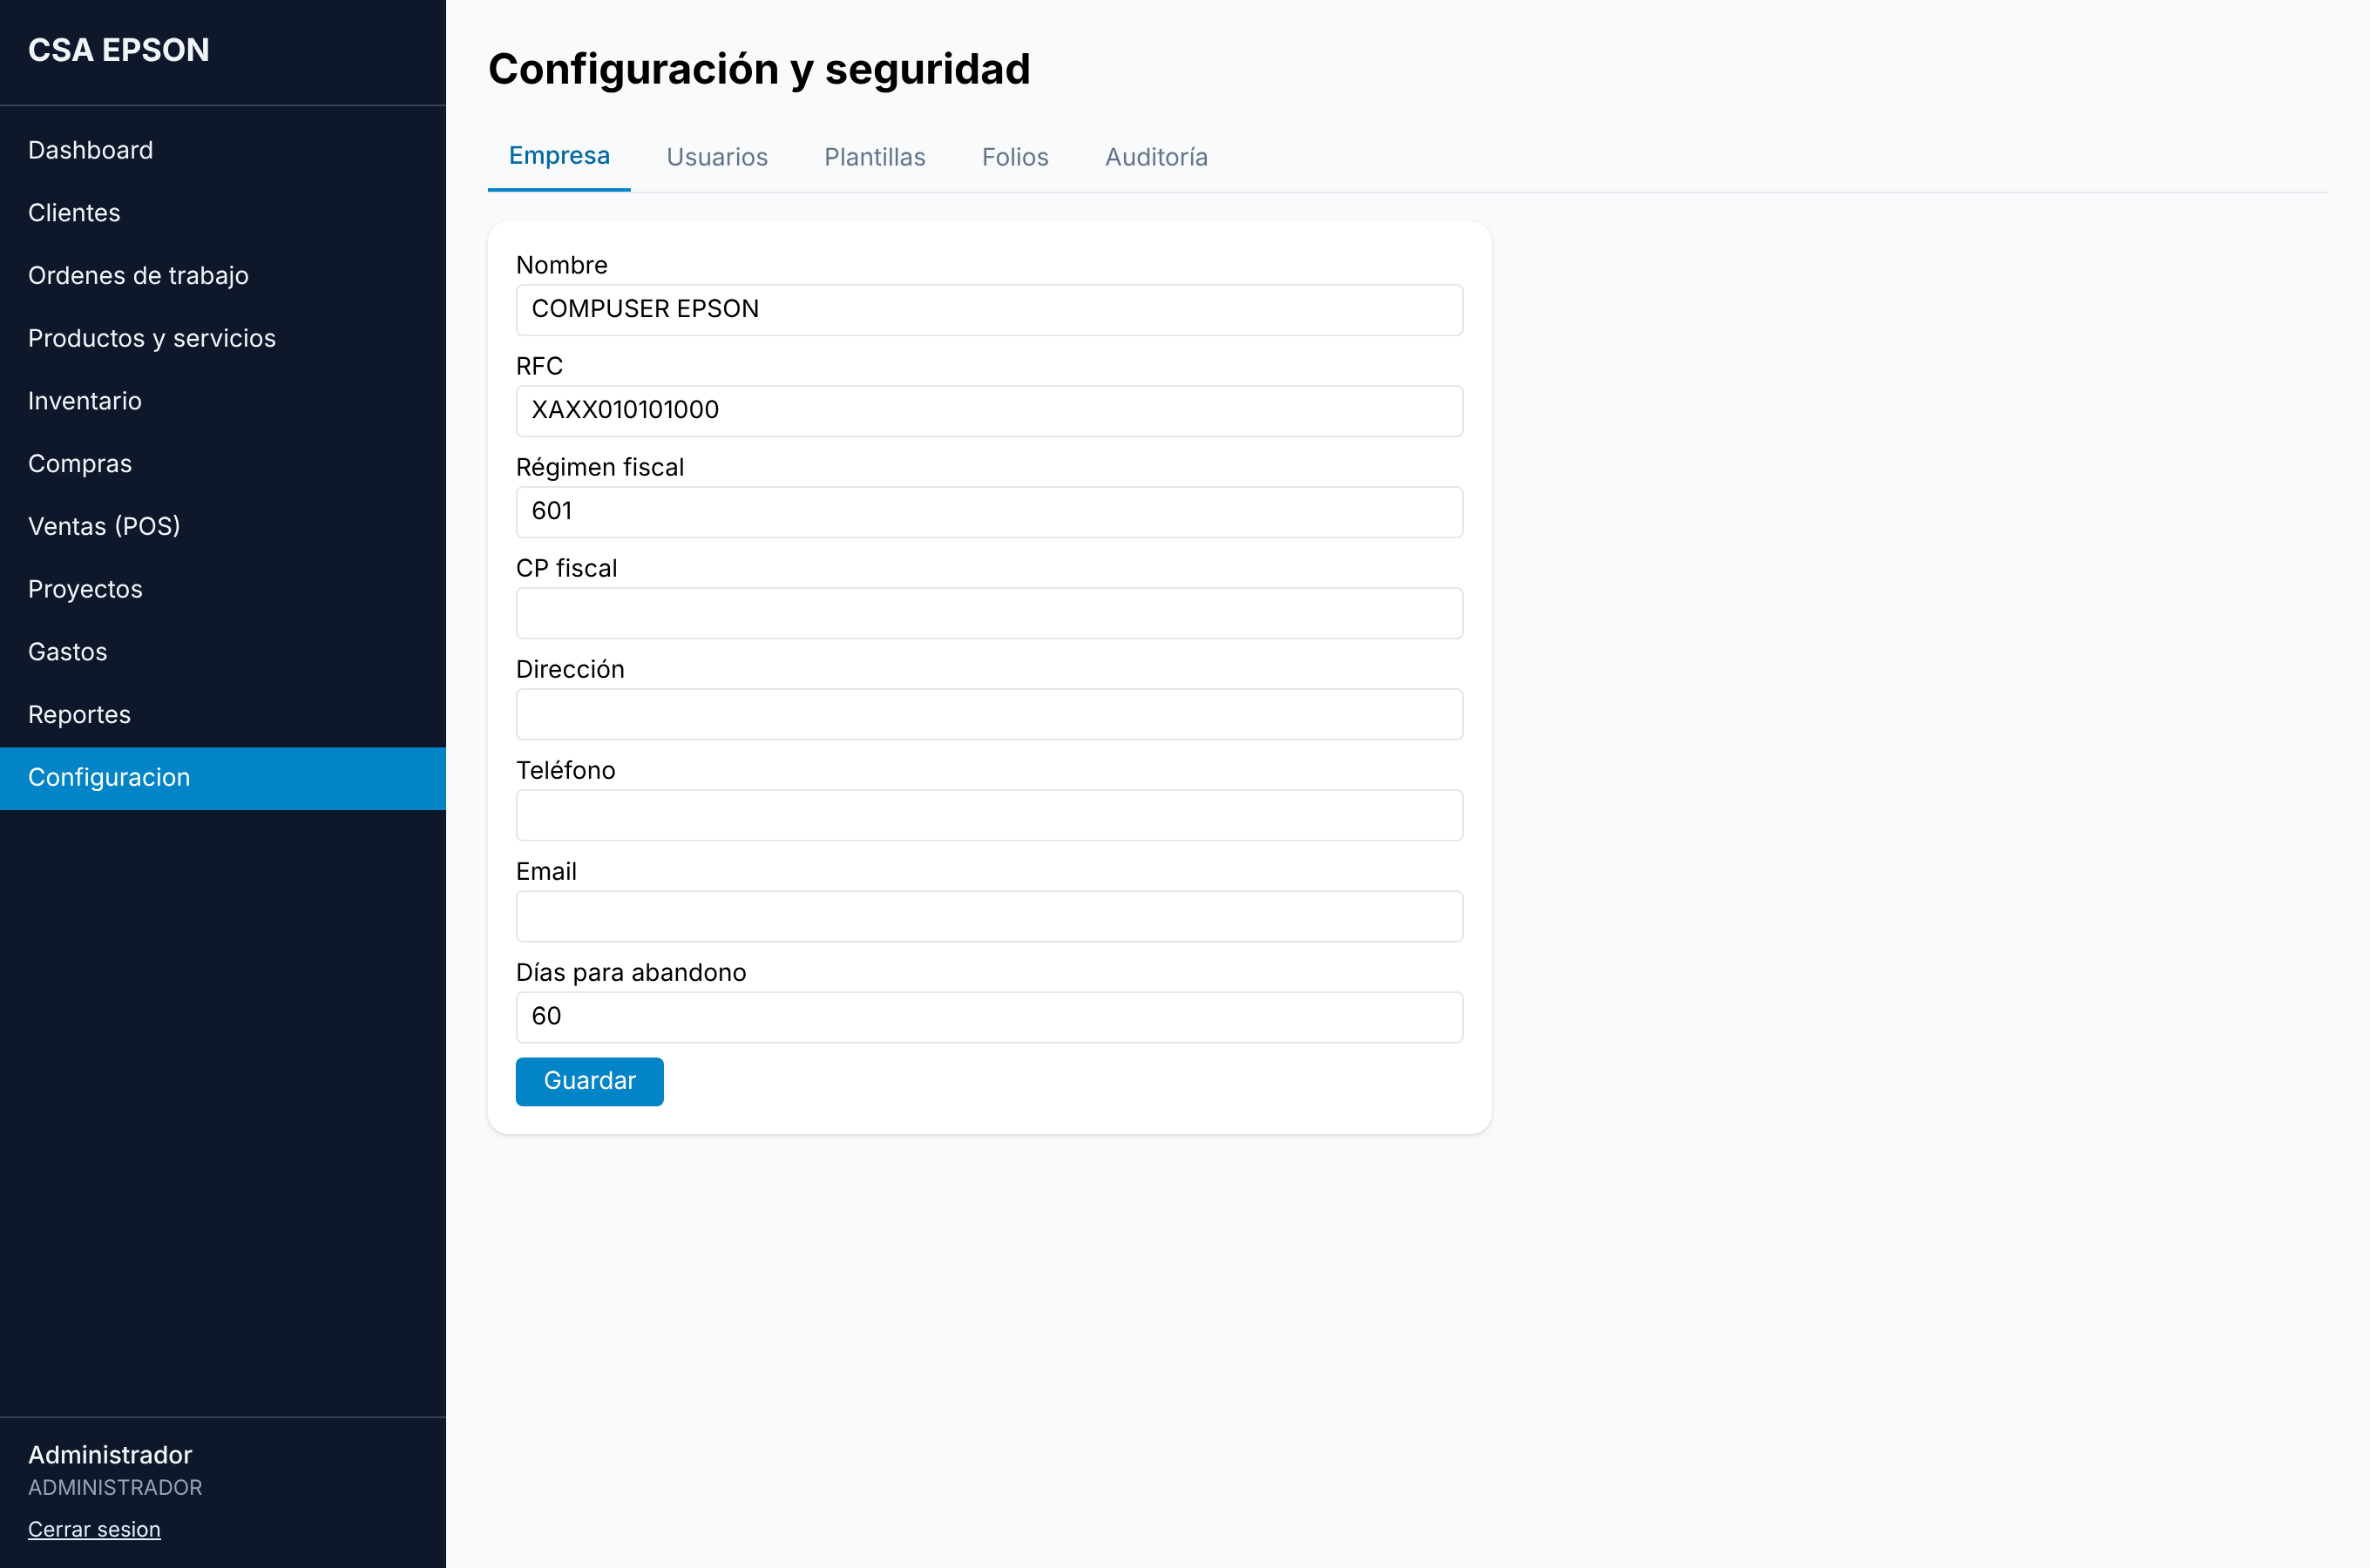 CSA EPSON
Dashboard
Clientes
Ordenes de trabajo
Productos y servicios
Inventario
Compras
Ventas (POS)
Proyectos
Gastos
Reportes
Configuracion
Administrador
ADMINISTRADOR
Cerrar sesion
Configuración y seguridad
Empresa Usuarios Plantillas Folios Auditoría
Nombre
COMPUSER EPSON
RFC
XAXX010101000
Régimen fiscal
601
CP fiscal
Dirección
Teléfono
Email
Días para abandono
60
Guardar